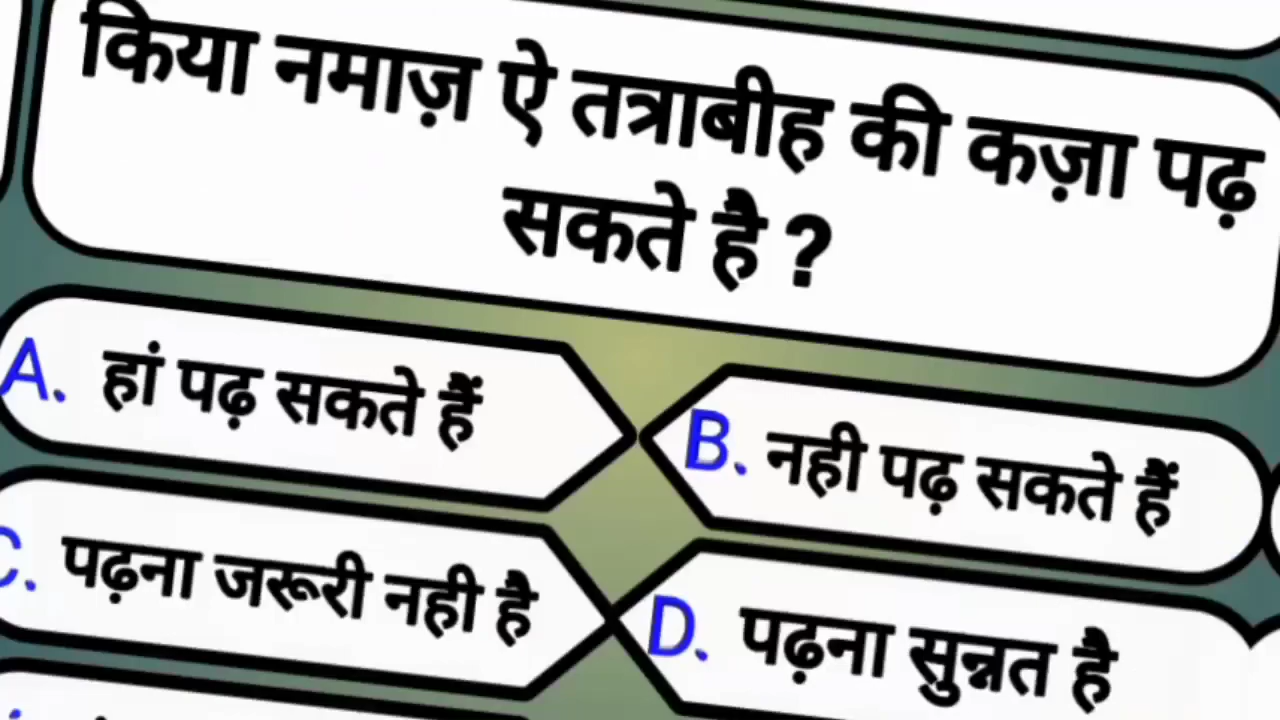 किया नमाज़ ऐ तत्राबीह की कज़ा पढ़
सकते है ?
A. हां पढ़ सकते हैं
B. नही पढ़ सकते हैं
C. पढ़ना जरूरी नही है
D. पढ़ना सुन्नत है